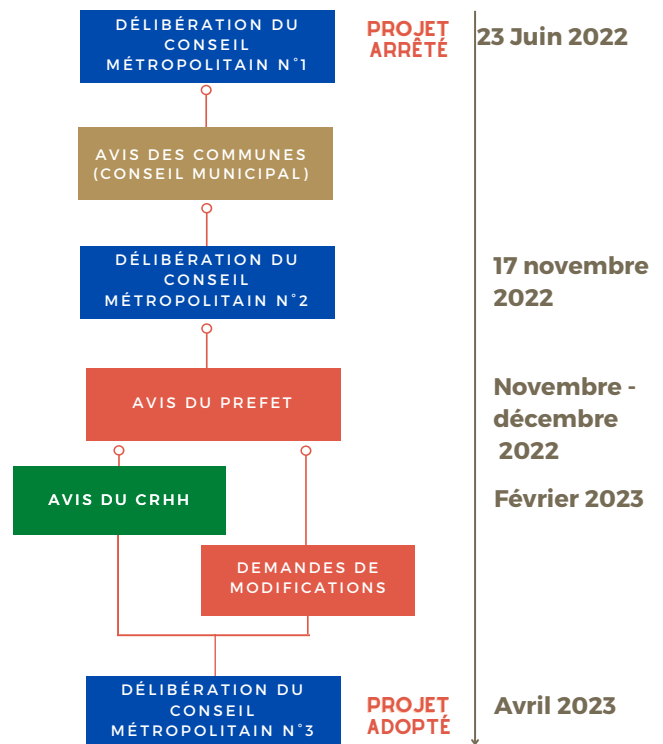 DÉLIBÉRATION DU
CONSEIL
MÉTROPOLITAIN N°1
PROJET
ARRÊTÉ
23 Juin 2022
AVIS DES COMMUNES
(CONSEIL MUNICIPAL)
DÉLIBÉRATION DU
CONSEIL
MÉTROPOLITAIN N°2
17 novembre
2022
AVIS DU PREFET
Novembre -
décembre
2022
AVIS DU CRHH
Février 2023
DEMANDES DE
MODIFICATIONS
DÉLIBÉRATION DU
CONSEIL
MÉTROPOLITAIN N°3
PROJET
ADOPTÉ
Avril 2023